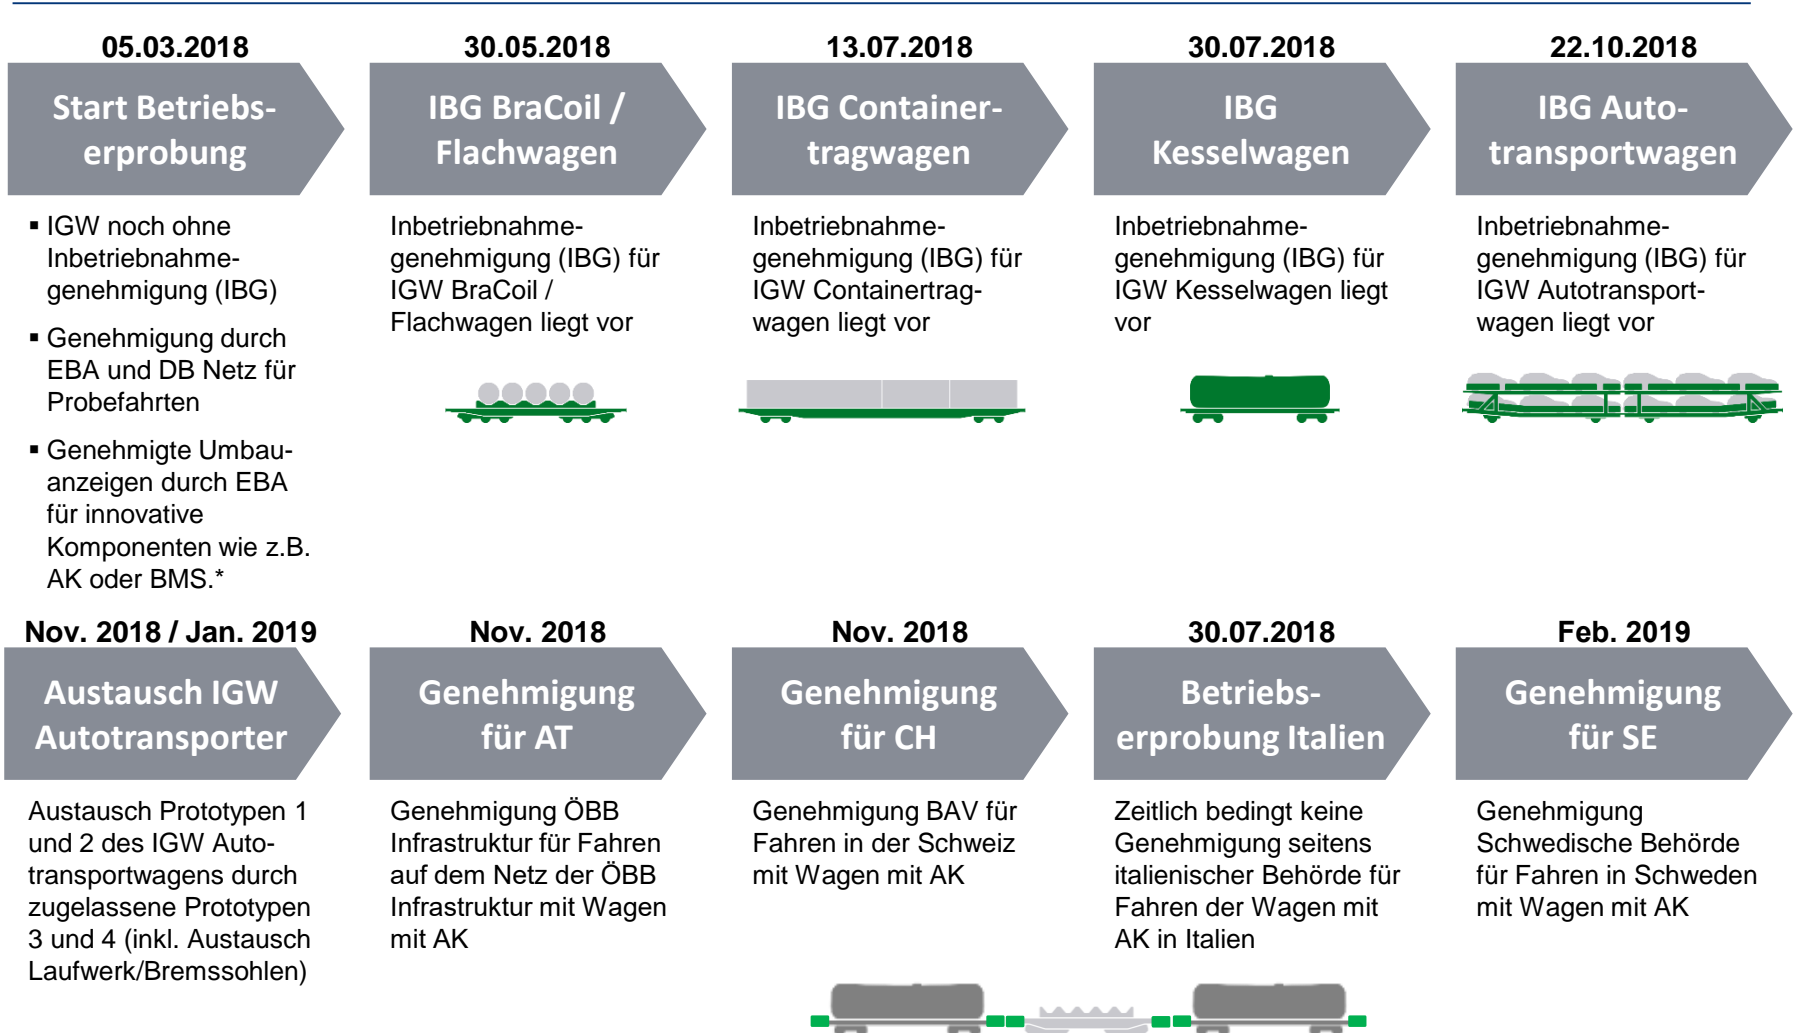 05.03.2018
Start Betriebs-
erprobung
▪ IGW noch ohne
Inbetriebnahme-
genehmigung (IBG)
▪ Genehmigung durch
EBA und DB Netz für
Probefahrten
▪ Genehmigte Umbau-
anzeigen durch EBA
für innovative
Komponenten wie z.B.
AK oder BMS.*
30.05.2018
IBG BraCoil /
Flachwagen
Inbetriebnahme-
genehmigung (IBG) für
IGW BraCoil /
Flachwagen liegt vor
13.07.2018
IBG Container-
tragwagen
Inbetriebnahme-
genehmigung (IBG) für
IGW Containertrag-
wagen liegt vor
30.07.2018
IBG
Kesselwagen
Inbetriebnahme-
genehmigung (IBG) für
IGW Kesselwagen liegt
vor
22.10.2018
IBG Auto-
transportwagen
Inbetriebnahme-
genehmigung (IBG) für
IGW Autotransport-
wagen liegt vor
Nov. 2018 / Jan. 2019
Austausch IGW
Autotransporter
Austausch Prototypen 1
und 2 des IGW Auto-
transportwagens durch
zugelassene Prototypen
3 und 4 (inkl. Austausch
Laufwerk/Bremssohlen)
Nov. 2018
Genehmigung
für AT
Genehmigung ÖBB
Infrastruktur für Fahren
auf dem Netz der ÖBB
Infrastruktur mit Wagen
mit AK
Nov. 2018
Genehmigung
für CH
Genehmigung BAV für
Fahren in der Schweiz
mit Wagen mit AK
30.07.2018
Betriebs-
erprobung Italien
Zeitlich bedingt keine
Genehmigung seitens
italienischer Behörde für
Fahren der Wagen mit
AK in Italien
Feb. 2019
Genehmigung
für SE
Genehmigung
Schwedische Behörde
für Fahren in Schweden
mit Wagen mit AK